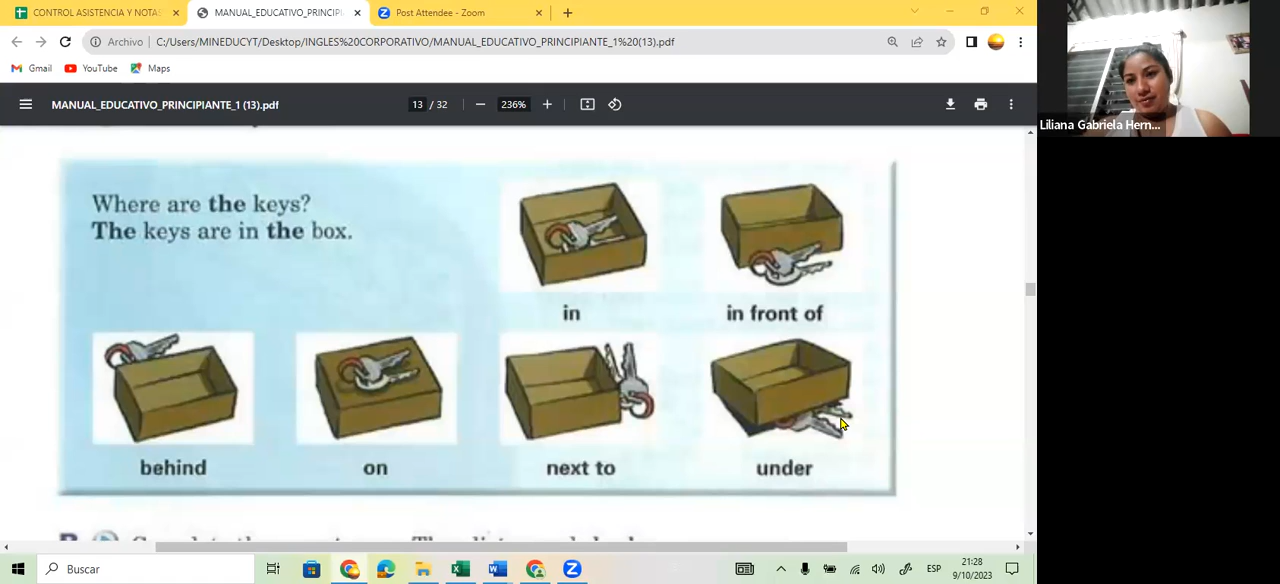 CONTROL ASISTENCIA Y NOTAS
MANUAL_EDUCATIVO_PRINCIPI
Post Attendee - Zoom
Archivo
C:/Users/MINEDUCYT/Desktop/INGLES%20CORPORATIVO/MANUAL_EDUCATIVO_PRINCIPIANTE_1%20(13).pdf
Gmail
YouTube
Maps
MANUAL_EDUCATIVO_PRINCIPIANTE_1 (13).pdf
13 / 32
236%
Liliana Gabriela Hern...
Where are the keys?
The keys are in the box.
in
in front of
behind
on
next to
under
Buscar
ESP
21:28
9/10/2023